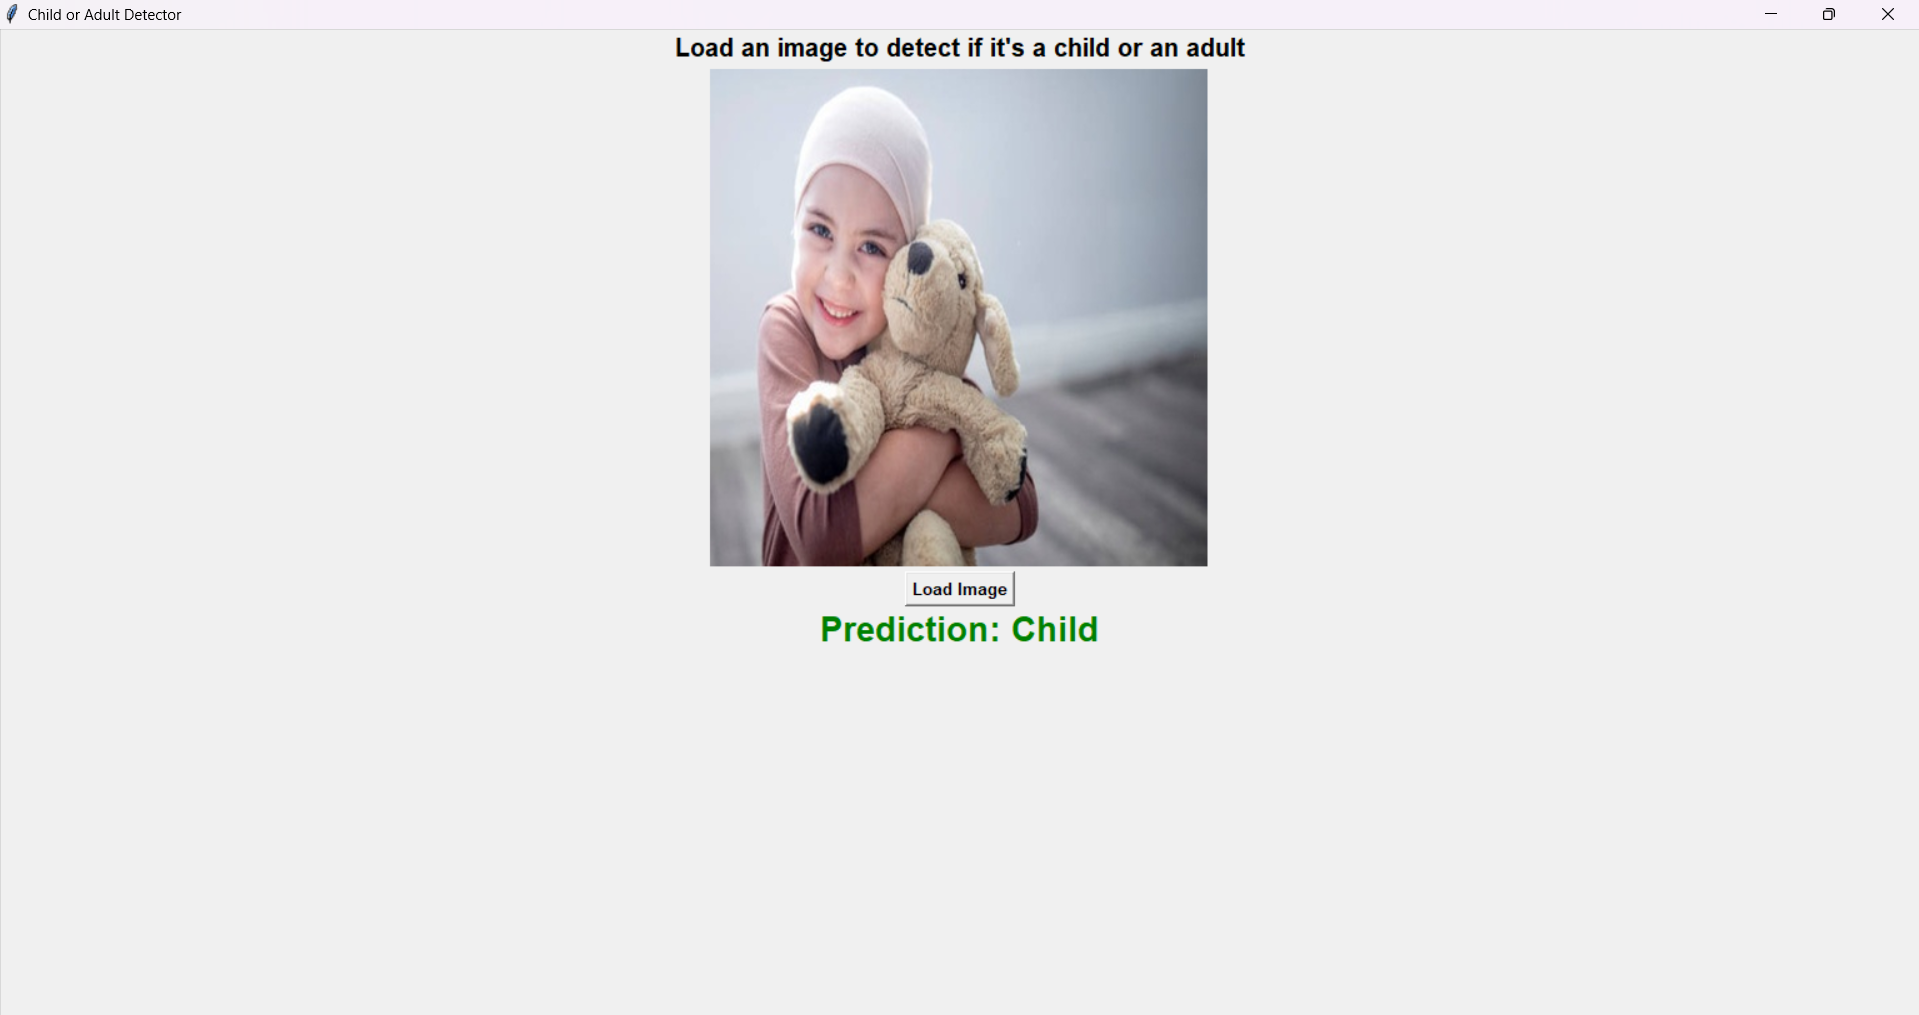 Child or Adult Detector
Load an image to detect if it's a child or an adult
Load Image
Prediction: Child